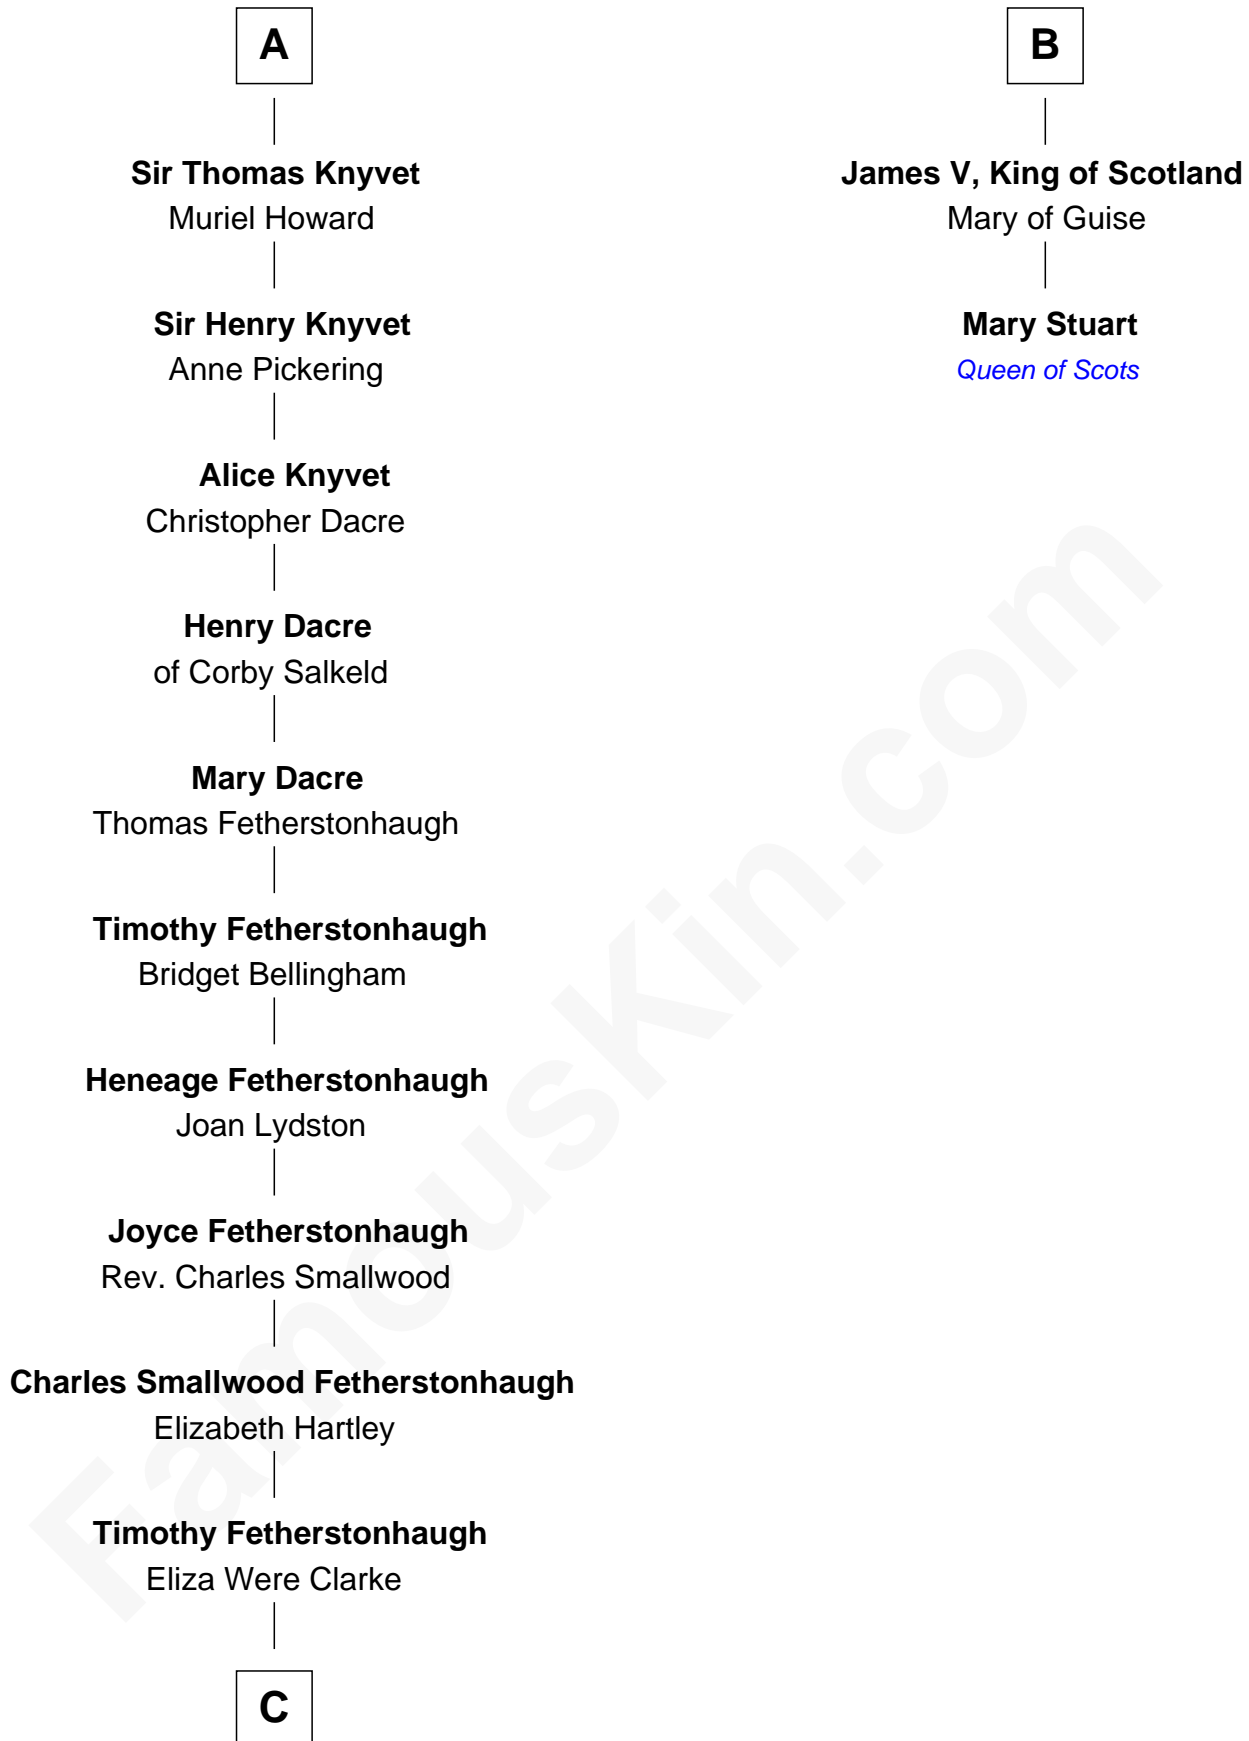 A
Sir Thomas Knyvet
Muriel Howard
Sir Henry Knyvet
Anne Pickering
Alice Knyvet
Christopher Dacre
Henry Dacre
of Corby Salkeld
Mary Dacre
Thomas Fetherstonhaugh
Timothy Fetherstonhaugh
Bridget Bellingham
Heneage Fetherstonhaugh
Joan Lydston
Joyce Fetherstonhaugh
Rev. Charles Smallwood
Charles Smallwood Fetherstonhaugh
Elizabeth Hartley
Timothy Fetherstonhaugh
Eliza Were Clarke
C
B
James V, King of Scotland
Mary of Guise
Mary Stuart
Queen of Scots
FamousKin.com